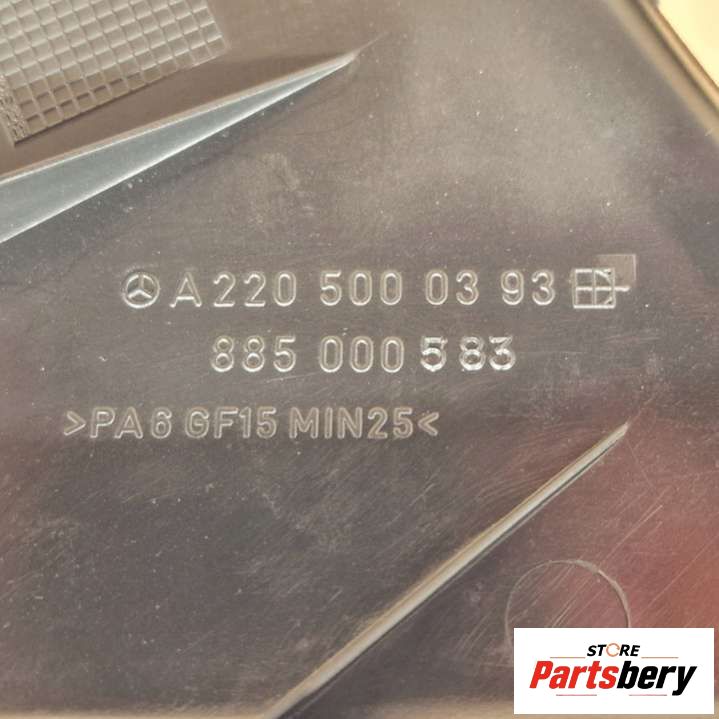 A 220 500 03 93
885 000 583
>PA6 GF15 MIN25<
STORE
Partsbery